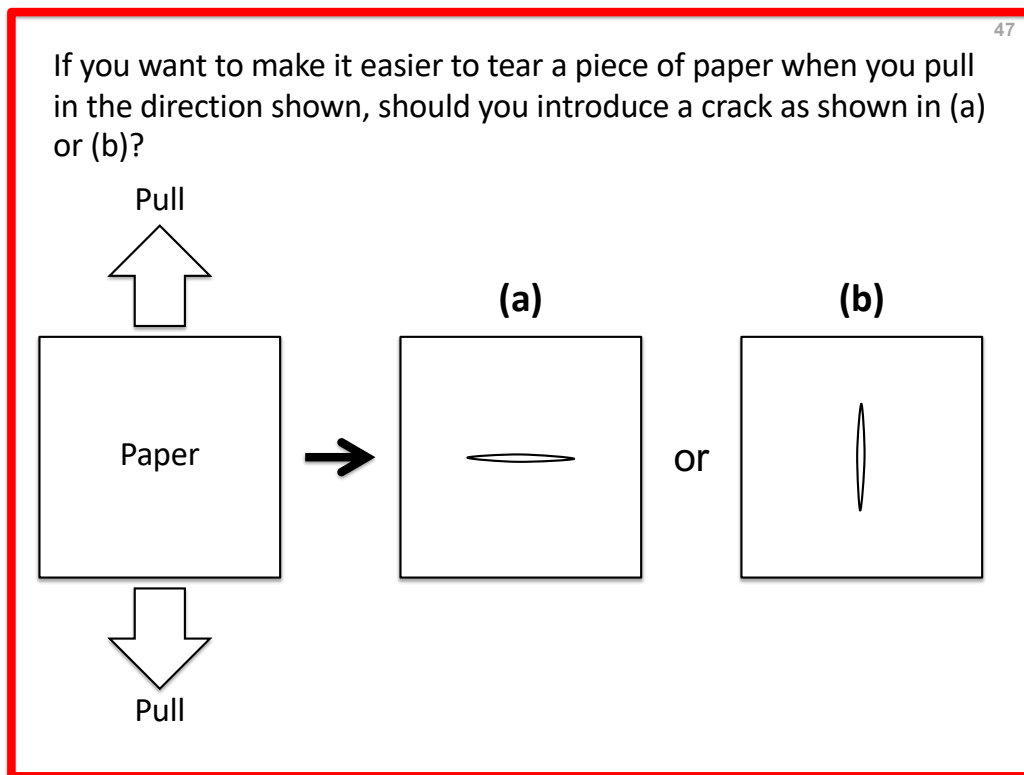 47
If you want to make it easier to tear a piece of paper when you pull
in the direction shown, should you introduce a crack as shown in (a)
or (b)?
Pull
(a)
(b)
Paper
or
Pull